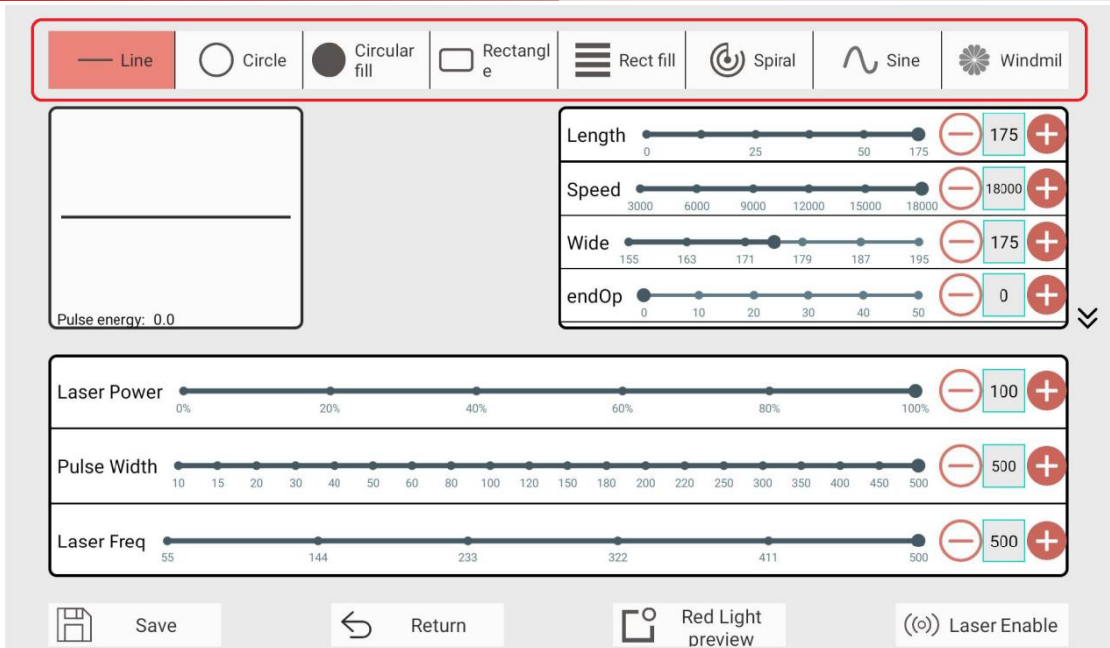 Line
Circle
Circular
fill
Rectangl
e
Rect fill
Spiral
Sine
Windmil
Pulse energy: 0.0
Length
0 25 50 175
175
Speed
3000 6000 9000 12000 15000 18000
18000
Wide
155 163 171 179 187 195
175
endOp
0 10 20 30 40 50
0
Laser Power
0% 20% 40% 60% 80% 100%
100
Pulse Width
10 15 20 30 40 50 60 80 100 120 150 180 200 220 250 300 350 400 450 500
500
Laser Freq
55 144 233 322 411 500
500
Save
Return
Red Light
preview
Laser Enable